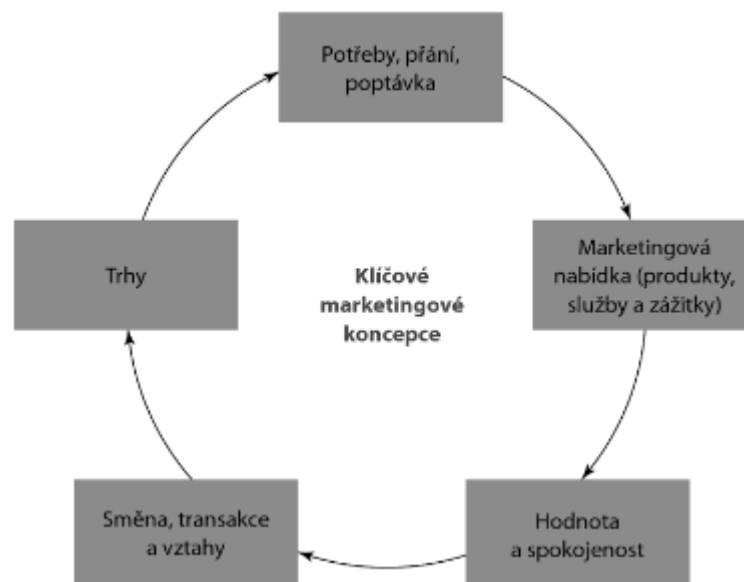 Potřeby, přání,
poptávka
Marketingová
nabídka (produkty,
služby a zážitky)
Trhy
Klíčové
marketingové
koncepce
Směna, transakce
a vztahy
Hodnota
a spokojenost